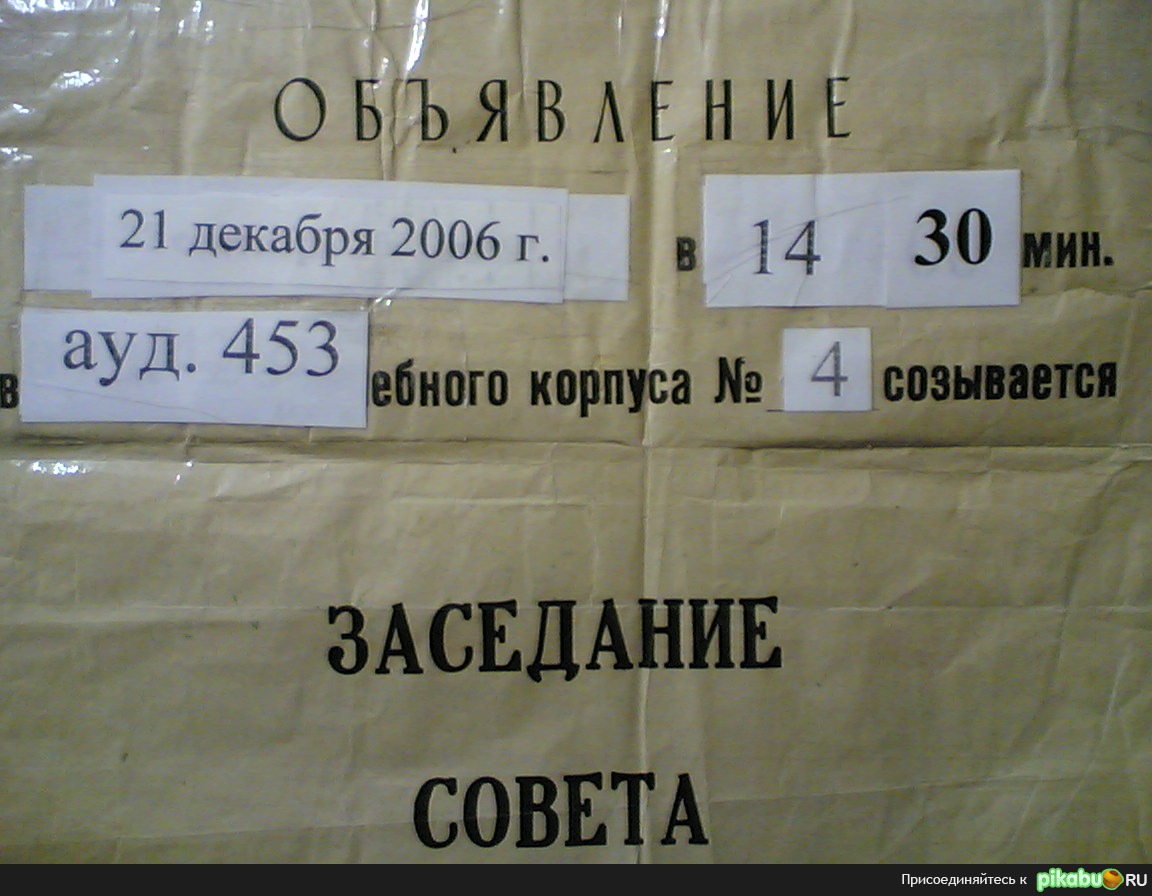 ОБЪЯВЛЕНИЕ
21 декабря 2006 г. в 14 30 мин.
в ауд. 453 ебного корпуса № 4 созывается
ЗАСЕДАНИЕ
СОВЕТА
Присоединяйтесь к pikabu.RU